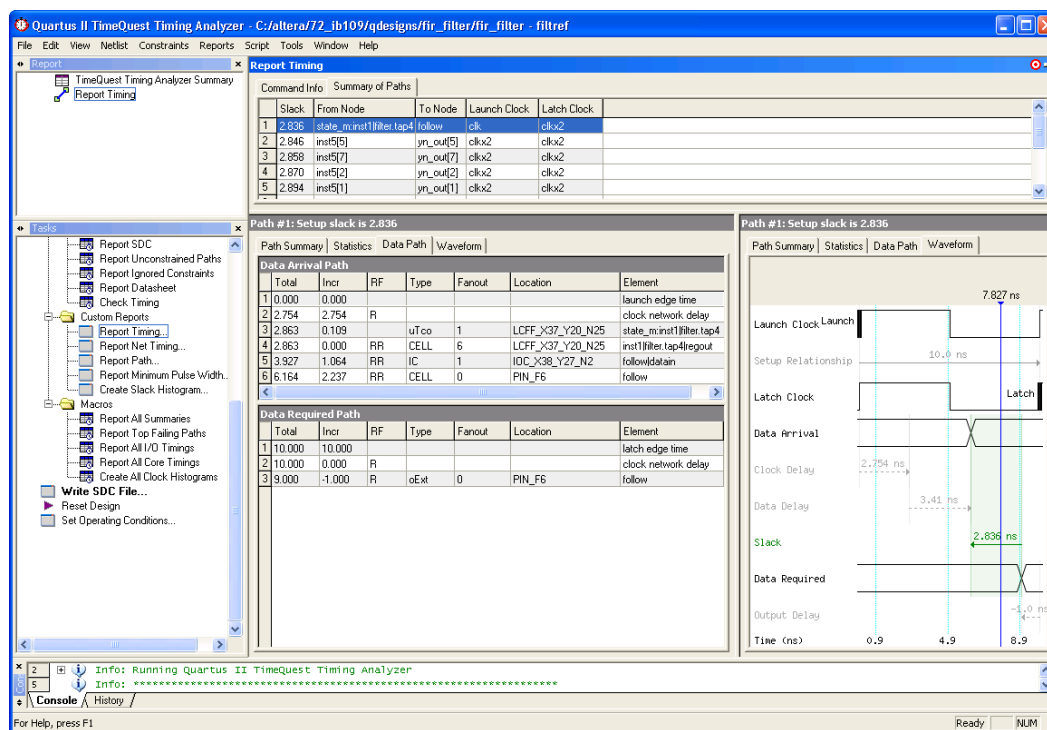 Quartus II TimeQuest Timing Analyzer - C:/altera/72_ib109/qdesigns/fir_filter/fir_filter - filtref
File Edit View Netlist Constraints Reports Script Tools Window Help
Report
TimeQuest Timing Analyzer Summary
Report Timing
Report Timing
Command Info Summary of Paths
Slack From Node To Node Launch Clock Latch Clock
1 2.836 state_m:inst1|filter.tap4 follow clk clkx2
2 2.846 inst5[5] yn_out[5] clkx2 clkx2
3 2.858 inst5[7] yn_out[7] clkx2 clkx2
4 2.870 inst5[2] yn_out[2] clkx2 clkx2
5 2.894 inst5[1] yn_out[1] clkx2 clkx2
Tasks
Report SDC
Report Unconstrained Paths
Report Ignored Constraints
Report Datasheet
Check Timing
Custom Reports
Report Timing...
Report Net Timing...
Report Path...
Report Minimum Pulse Width..
Create Slack Histogram...
Macros
Report All Summaries
Report Top Failing Paths
Report All I/O Timings
Report All Core Timings
Create All Clock Histograms
Write SDC File...
Reset Design
Set Operating Conditions...
Path #1: Setup slack is 2.836
Path Summary Statistics Data Path Waveform
Data Arrival Path
Total Incr RF Type Fanout Location Element
1 0.000 0.000 launch edge time
2 2.754 2.754 R clock network delay
3 2.863 0.109 uTco 1 LCFF_X37_Y20_N25 state_m:inst1|filter.tap4
4 2.863 0.000 RR CELL 6 LCFF_X37_Y20_N25 inst1|filter.tap4|regout
5 3.927 1.064 RR IC 1 IOC_X38_Y27_N2 follow|datain
6 6.164 2.237 RR CELL 0 PIN_F6 follow
Data Required Path
Total Incr RF Type Fanout Location Element
1 10.000 10.000 latch edge time
2 10.000 0.000 R clock network delay
3 9.000 -1.000 R oExt 0 PIN_F6 follow
Path #1: Setup slack is 2.836
Path Summary Statistics Data Path Waveform
7.827 ns
Launch Clock Launch
Setup Relationship 10.0 ns
Latch Clock Latch
Data Arrival
Clock Delay 2.754 ns
Data Delay 3.41 ns
Slack 2.836 ns
Data Required
Output Delay -1.0 ns
Time (ns) 0.9 4.9 8.9
2 Info: Running Quartus II TimeQuest Timing Analyzer
5 Info: *******************************************************************
Console History
For Help, press F1
Ready NUM